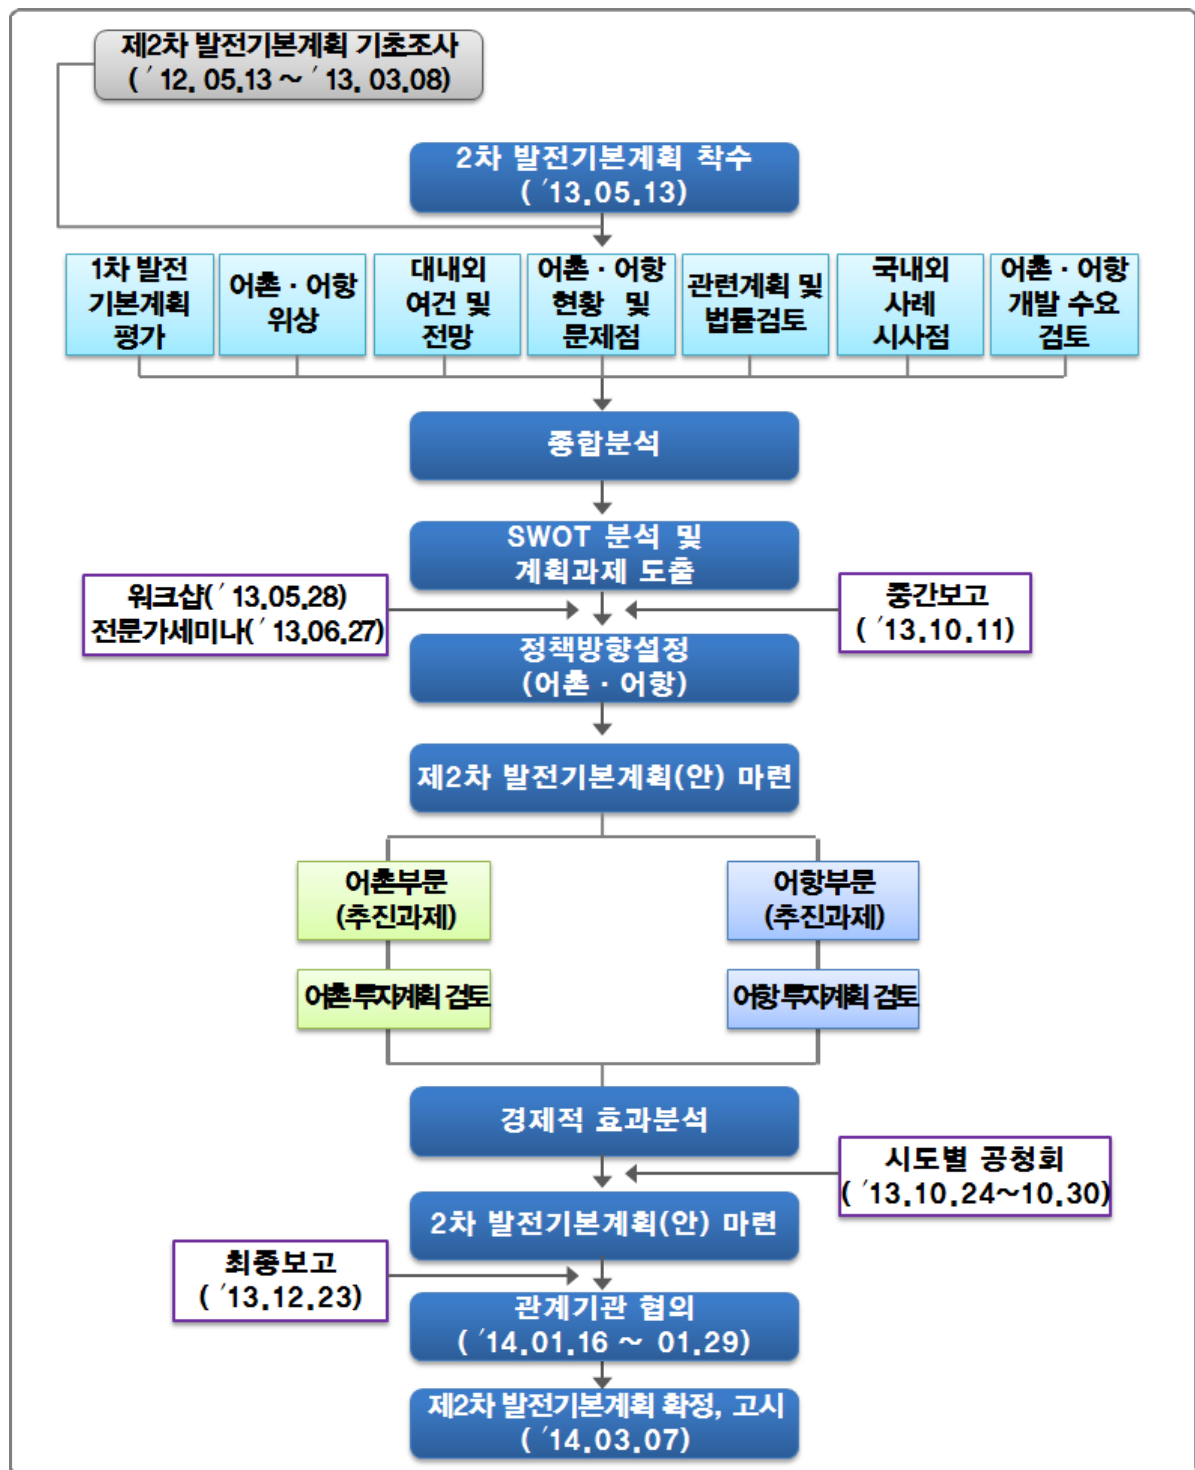 제2차 발전기본계획 기초조사
( ´12. 05.13 ~ ´13. 03.08)
2차 발전기본계획 착수
( ´13.05.13)
1차 발전
기본계획
평가
어촌 · 어항
위상
대내외
여건 및
전망
어촌 · 어항
현황 및
문제점
관련계획 및
법률검토
국내외
사례
시사점
어촌 · 어항
개발 수요
검토
종합분석
SWOT 분석 및
계획과제 도출
워크샵( ´13.05.28)
전문가세미나( ´13.06.27)
중간보고
( ´13.10.11)
정책방향설정
(어촌 · 어항)
제2차 발전기본계획(안) 마련
어촌부문
(추진과제)
어항부문
(추진과제)
어촌 투자계획 검토
어항 투자계획 검토
경제적 효과분석
시도별 공청회
( ´13.10.24~10.30)
2차 발전기본계획(안) 마련
최종보고
( ´13.12.23)
관계기관 협의
( ´14.01.16 ~ 01.29)
제2차 발전기본계획 확정, 고시
( ´14.03.07)